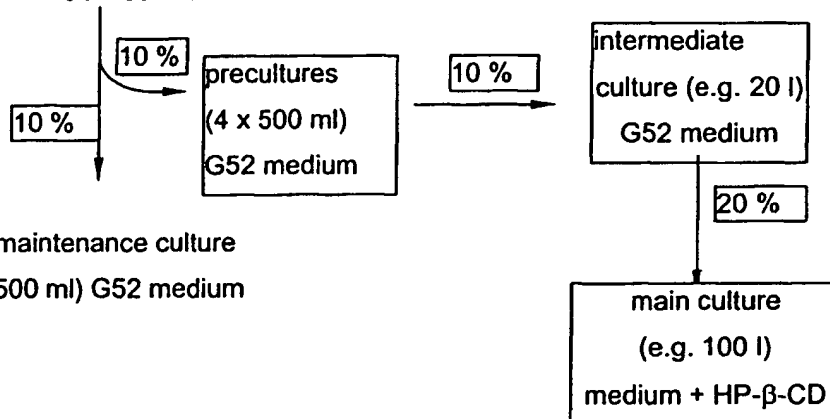 10 %
10 %
precultures
(4 x 500 ml)
G52 medium
10 %
intermediate
culture (e.g. 20 l)
G52 medium
20 %
maintenance culture
500 ml) G52 medium
main culture
(e.g. 100 l)
medium + HP-β-CD